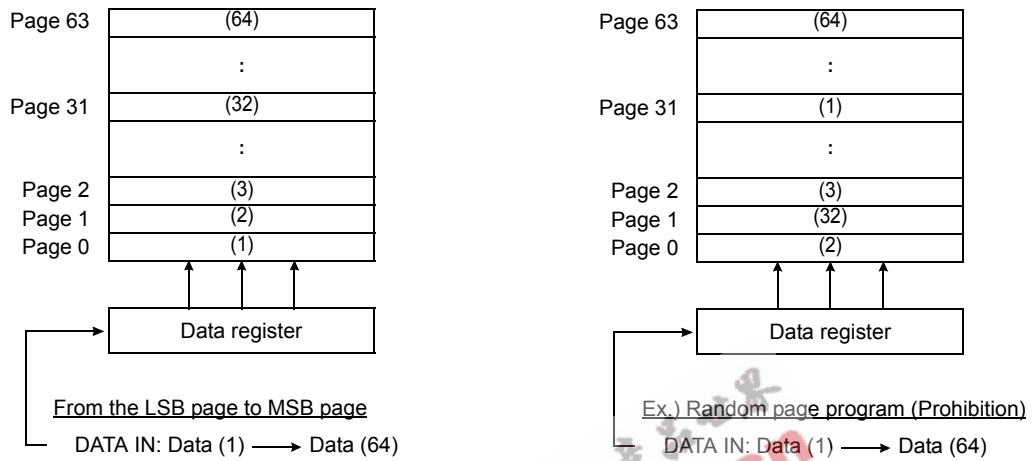 Page 63 (64)
:
Page 31 (32)
:
Page 2 (3)
Page 1 (2)
Page 0 (1)
Data register
From the LSB page to MSB page
DATA IN: Data (1) → Data (64)
Page 63 (64)
:
Page 31 (1)
:
Page 2 (3)
Page 1 (32)
Page 0 (2)
Data register
Ex.) Random page program (Prohibition)
DATA IN: Data (1) → Data (64)